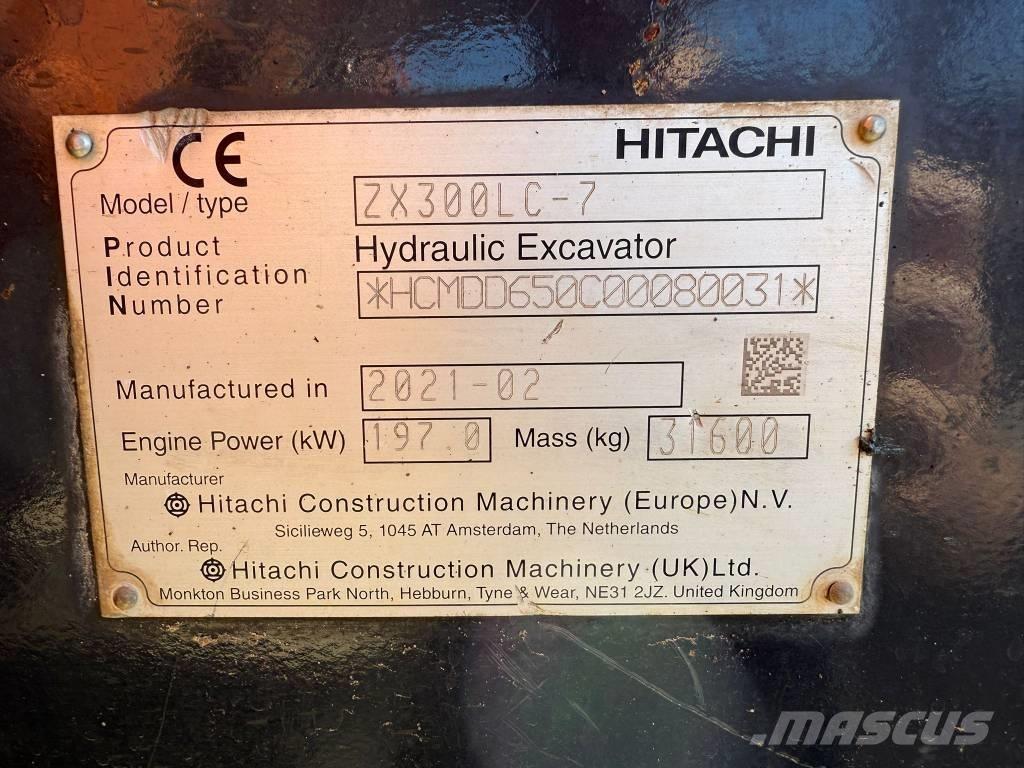 CE HITACHI
Model / type ZX300LC-7
Product Hydraulic Excavator
Identification *HCMDD650C00080031*
Number
Manufactured in 2021-02
Engine Power (kW) 197.0 Mass (kg) 31600
Manufacturer
Hitachi Construction Machinery (Europe)N.V.
Sicilieweg 5, 1045 AT Amsterdam, The Netherlands
Author. Rep.
Hitachi Construction Machinery (UK)Ltd.
Monkton Business Park North, Hebburn, Tyne & Wear, NE31 2JZ. United Kingdom
MASCUS